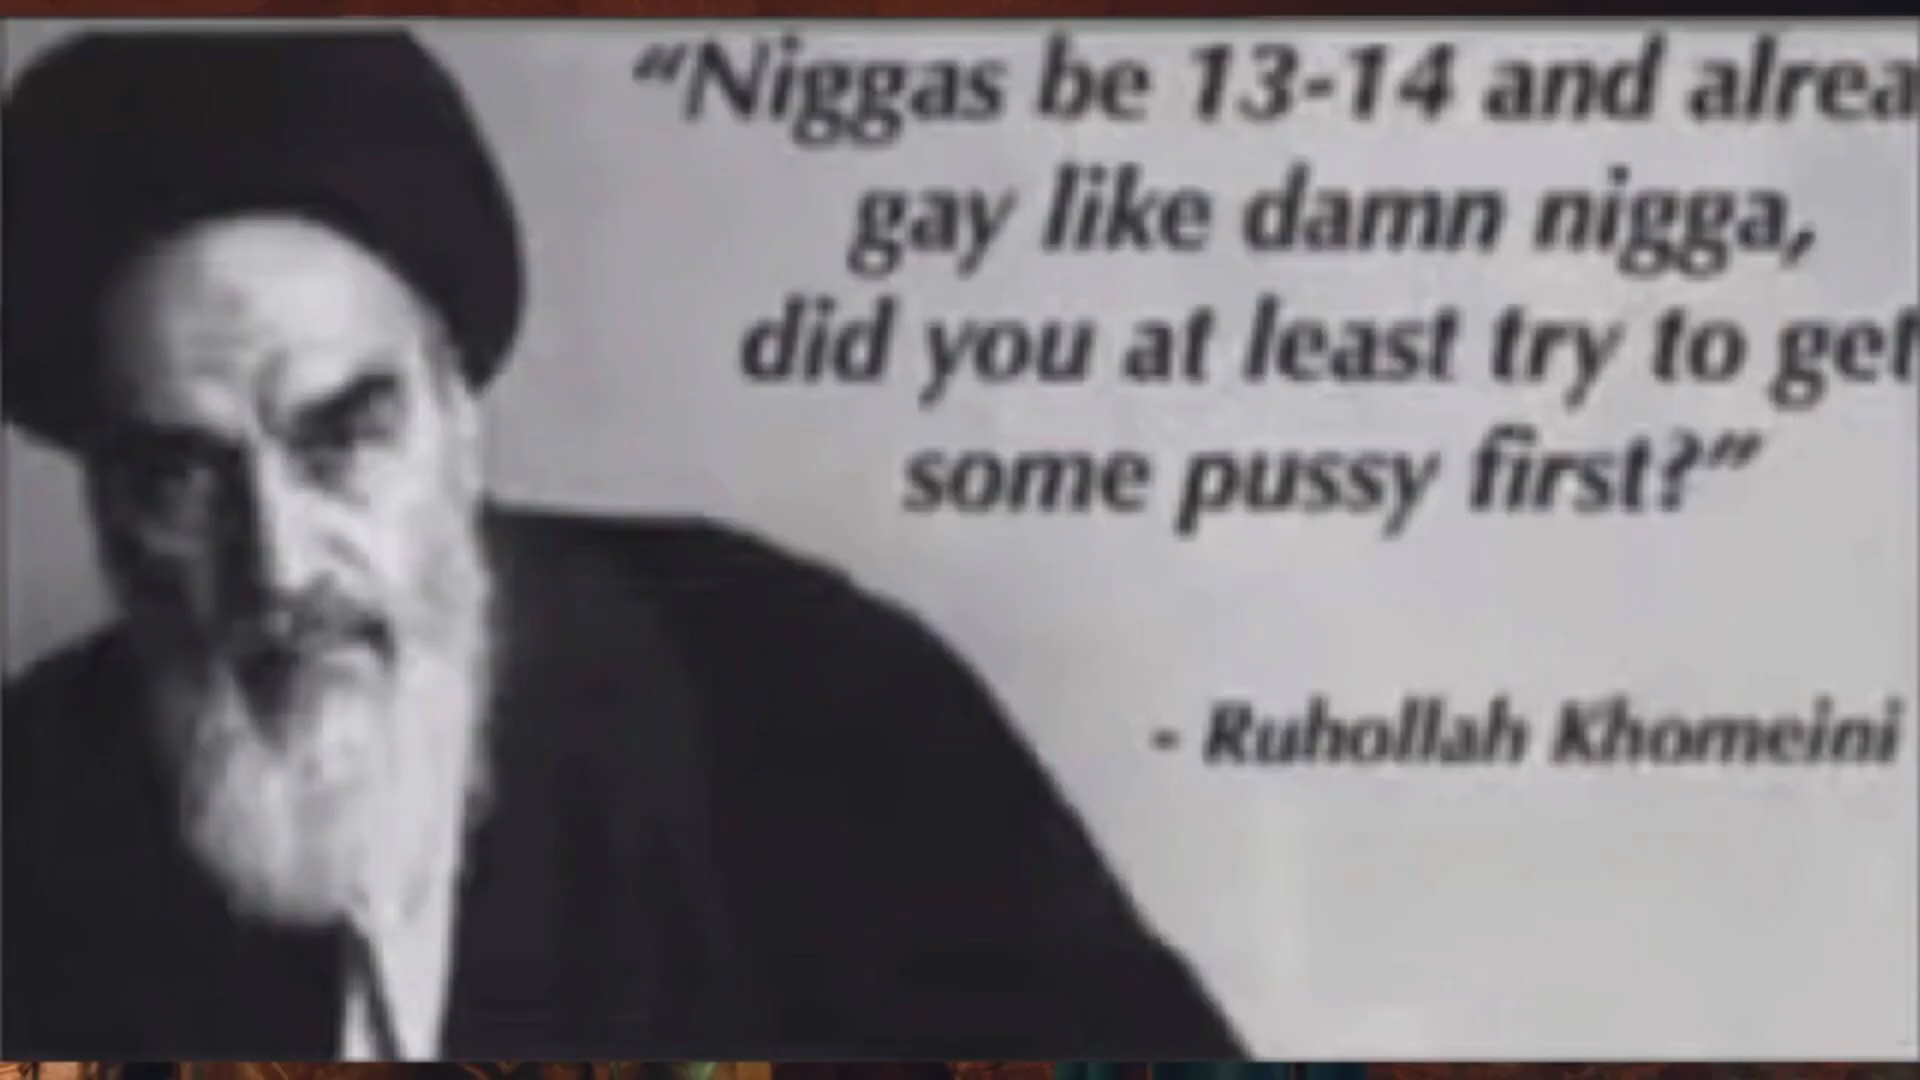 “Niggas be 13-14 and alrea
gay like damn nigga,
did you at least try to get
some pussy first?”
- Ruhollah Khomeini